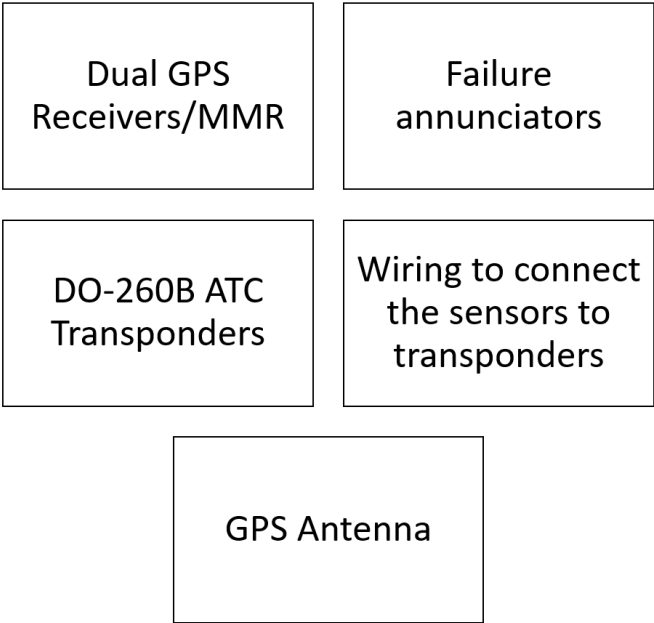 Dual GPS
Receivers/MMR
Failure
annunciators
DO-260B ATC
Transponders
Wiring to connect
the sensors to
transponders
GPS Antenna